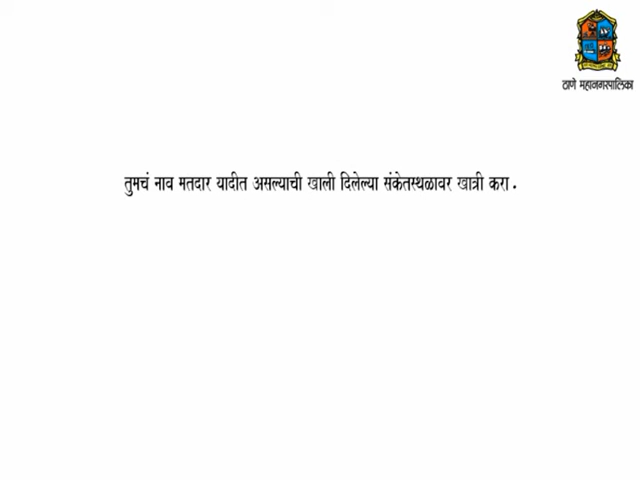 ठाणे महानगरपालिका
तुमचं नाव मतदार यादीत असल्याची खाली दिलेल्या संकेतस्थळावर खात्री करा.